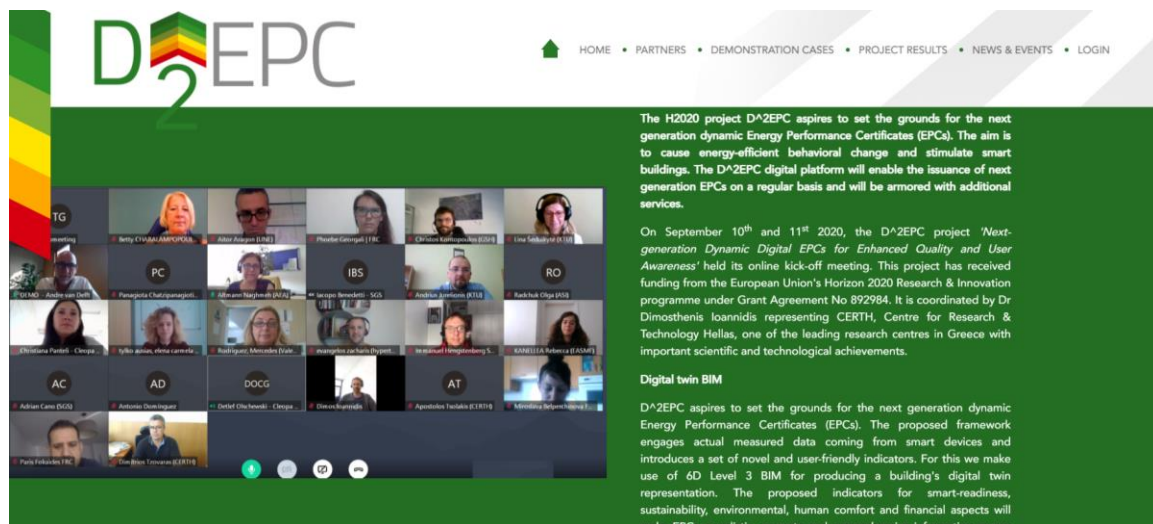 D2EPC
HOME • PARTNERS • DEMONSTRATION CASES • PROJECT RESULTS • NEWS & EVENTS • LOGIN
TG
meeting
Betty CHARALAMPOPOUL...
Aitor Aragon (UNE)
Phoebe Georgali | FRC
Christos Kontopoulos (GSH)
Lina Šeduikytė (KTU)
DEMO - Andre van Delft
PC
Panagiota Chatzipanagioti...
Altmann Naghmeh (AEA)
IBS
Iacopo Benedetti - SGS
Andrius Jurelionis (KTU)
RO
Radchuk Olga (ASI)
Christiana Panteli - Cleopa
tylko ausias, elena carmela
Rodríguez, Mercedes (Vale...
evangelos zacharis (hypert...
Hengstenberg S...
KANELLEA Rebecca (EASME)
AC
Adrian Cano (SGS)
AD
Antonio Dominguez
DOCG
Detlef Olschewski - Cleopa
Dimos Ioannidis
AT
Apostolos Tsolakis (CERTH)
Paris Fokaides FRC
Dimitrios Tzovaras (CERTH)
The H2020 project D^2EPC aspires to set the grounds for the next
generation dynamic Energy Performance Certificates (EPCs). The aim is
to cause energy-efficient behavioral change and stimulate smart
buildings. The D^2EPC digital platform will enable the issuance of next
generation EPCs on a regular basis and will be armored with additional
services.
On September 10th and 11st 2020, the D^2EPC project 'Next-
generation Dynamic Digital EPCs for Enhanced Quality and User
Awareness' held its online kick-off meeting. This project has received
funding from the European Union's Horizon 2020 Research & Innovation
programme under Grant Agreement No 892984. It is coordinated by Dr
Dimosthenis Ioannidis representing CERTH, Centre for Research &
Technology Hellas, one of the leading research centres in Greece with
important scientific and technological achievements.
Digital twin BIM
D^2EPC aspires to set the grounds for the next generation dynamic
Energy Performance Certificates (EPCs). The proposed framework
engages actual measured data coming from smart devices and
introduces a set of novel and user-friendly indicators. For this we make
use of 6D Level 3 BIM for producing a building's digital twin
representation. The proposed indicators for smart-readiness,
sustainability, environmental, human comfort and financial aspects will